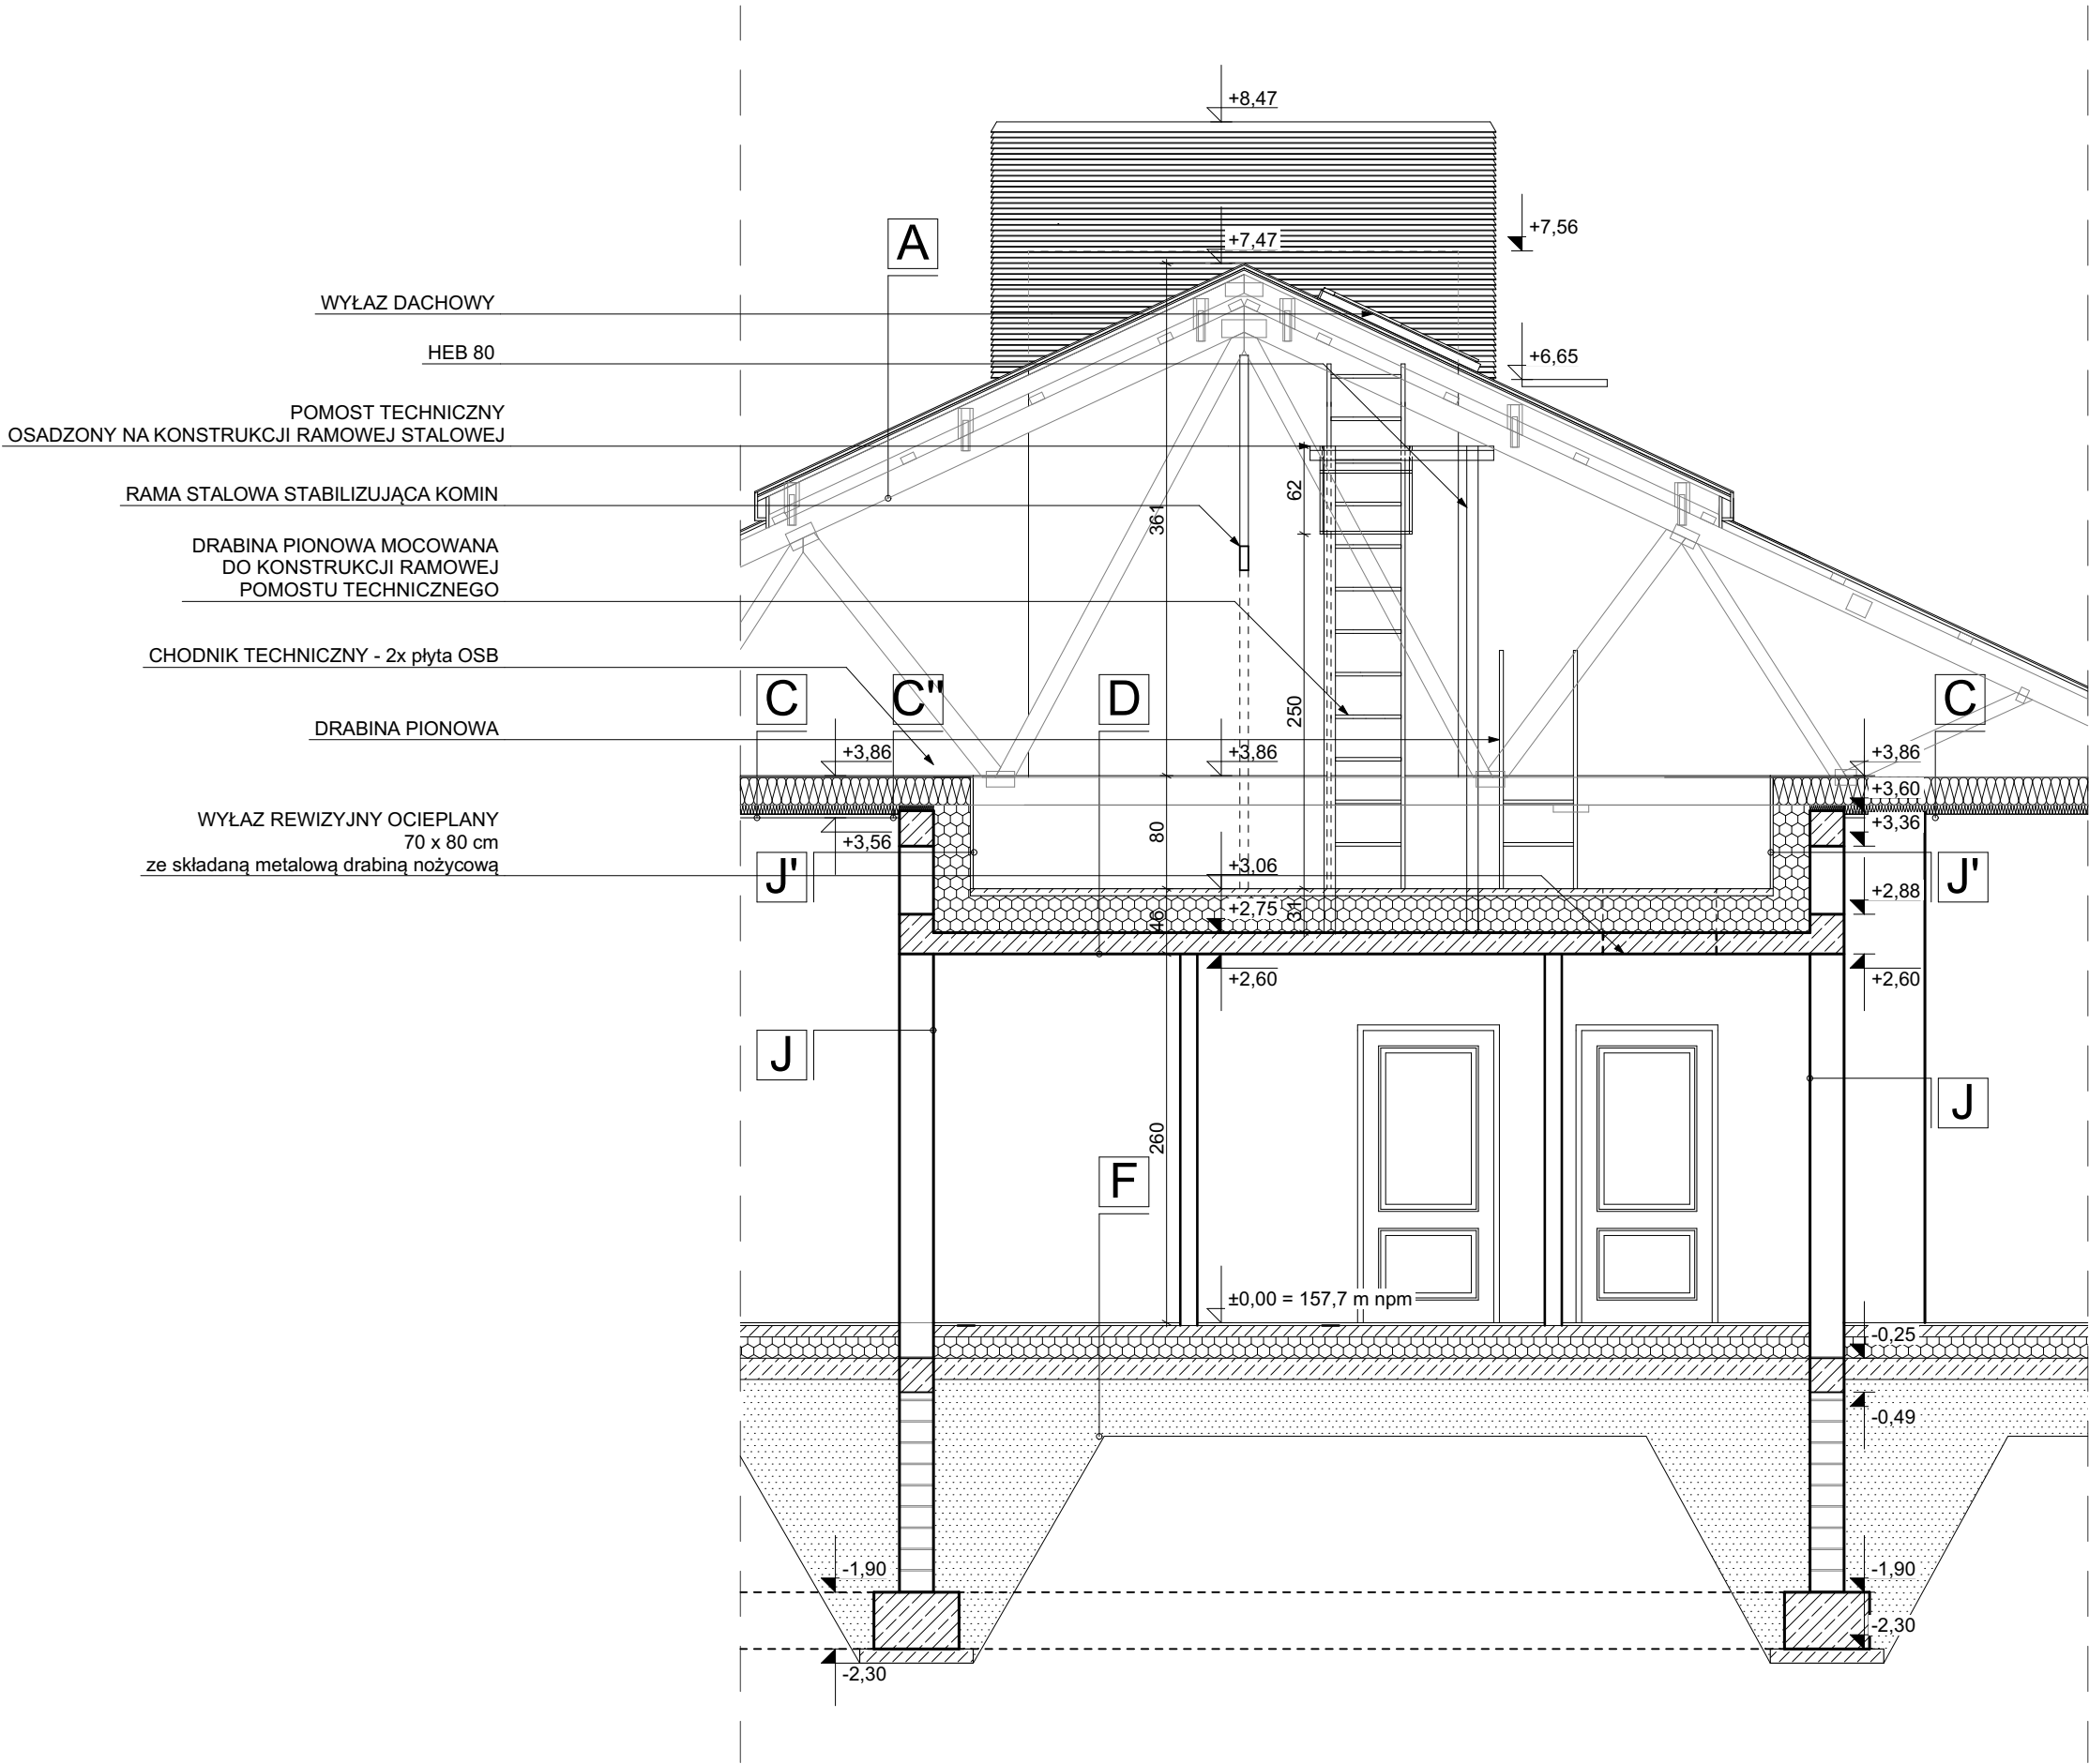 +8,47
+7,56
+7,47
A
WYŁAZ DACHOWY
HEB 80
+6,65
POMOST TECHNICZNY
OSADZONY NA KONSTRUKCJI RAMOWEJ STALOWEJ
RAMA STALOWA STABILIZUJĄCA KOMIN
62
361
DRABINA PIONOWA MOCOWANA
DO KONSTRUKCJI RAMOWEJ
POMOSTU TECHNICZNEGO
CHODNIK TECHNICZNY - 2x płyta OSB
C
C"
D
250
C
DRABINA PIONOWA
+3,86
+3,86
+3,86
+3,60
WYŁAZ REWIZYJNY OCIEPLANY
70 x 80 cm
ze składaną metalową drabiną nożycową
+3,56
80
+3,36
J'
+3,06
J'
+2,88
+2,75
31
46
+2,60
+2,60
J
J
260
F
±0,00 = 157,7 m npm
-0,25
-0,49
-1,90
-1,90
-2,30
-2,30